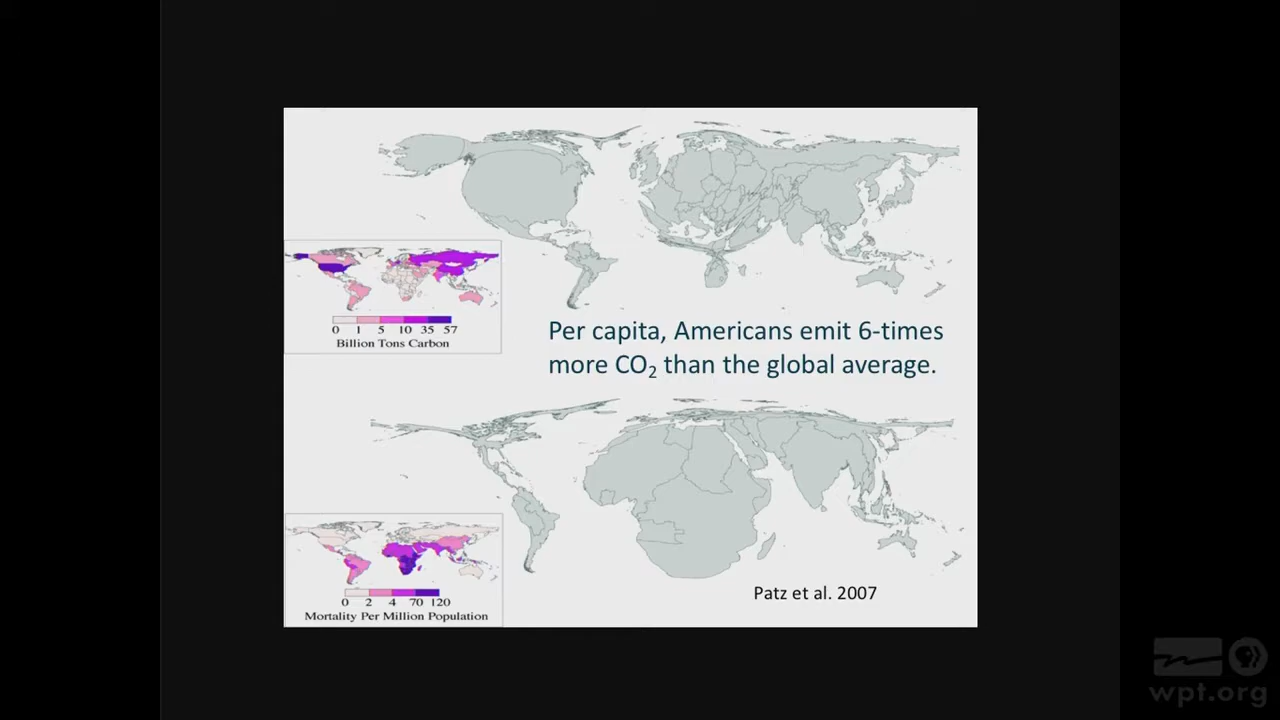 0 1 5 10 35 57
Billion Tons Carbon
Per capita, Americans emit 6-times
more CO₂ than the global average.
0 2 4 70 120
Mortality Per Million Population
Patz et al. 2007
wpt.org